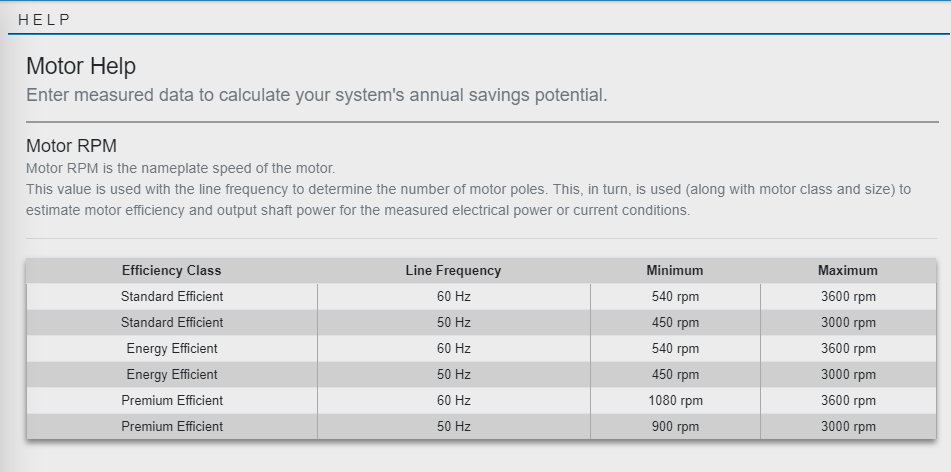 HELP
Motor Help
Enter measured data to calculate your system's annual savings potential.
Motor RPM
Motor RPM is the nameplate speed of the motor.
This value is used with the line frequency to determine the number of motor poles. This, in turn, is used (along with motor class and size) to
estimate motor efficiency and output shaft power for the measured electrical power or current conditions.
Efficiency Class Line Frequency Minimum Maximum
Standard Efficient 60 Hz 540 rpm 3600 rpm
Standard Efficient 50 Hz 450 rpm 3000 rpm
Energy Efficient 60 Hz 540 rpm 3600 rpm
Energy Efficient 50 Hz 450 rpm 3000 rpm
Premium Efficient 60 Hz 1080 rpm 3600 rpm
Premium Efficient 50 Hz 900 rpm 3000 rpm